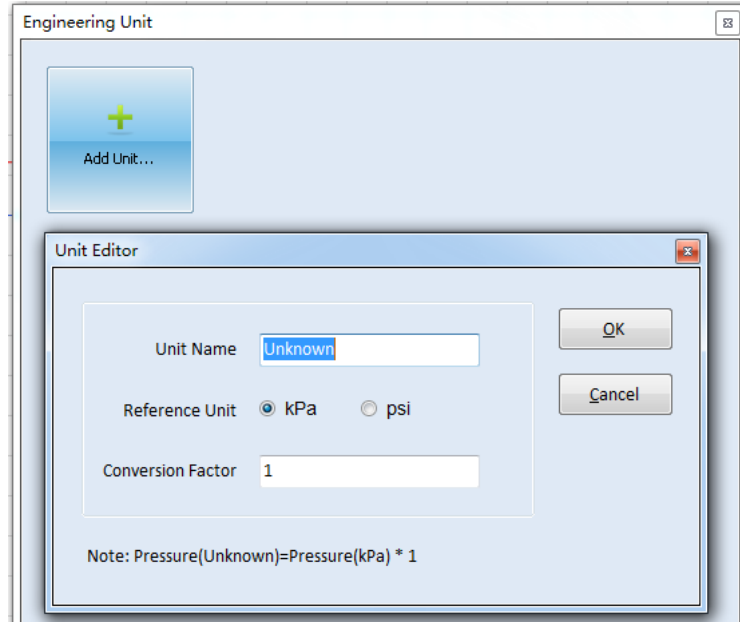 Engineering Unit
Add Unit...
Unit Editor
Unit Name Unknown
OK
Reference Unit kPa psi
Cancel
Conversion Factor 1
Note: Pressure(Unknown)=Pressure(kPa) * 1